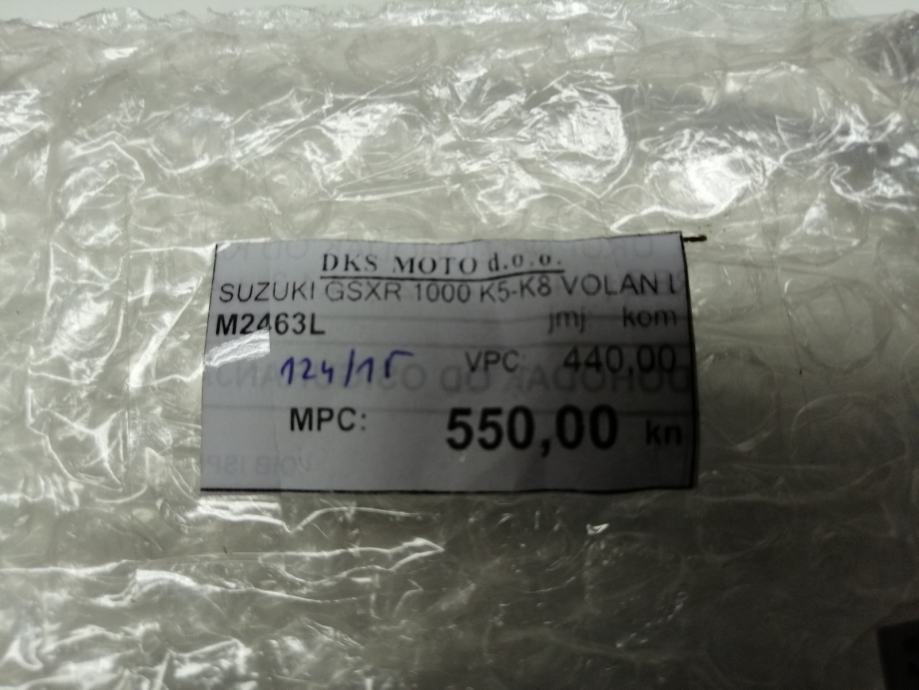 DKS MOTO d.o.o.
SUZUKI GSXR 1000 K5-K8 VOLAN L
M2463L jmj kom
124/15 VPC 440,00
MPC: 550,00 kn